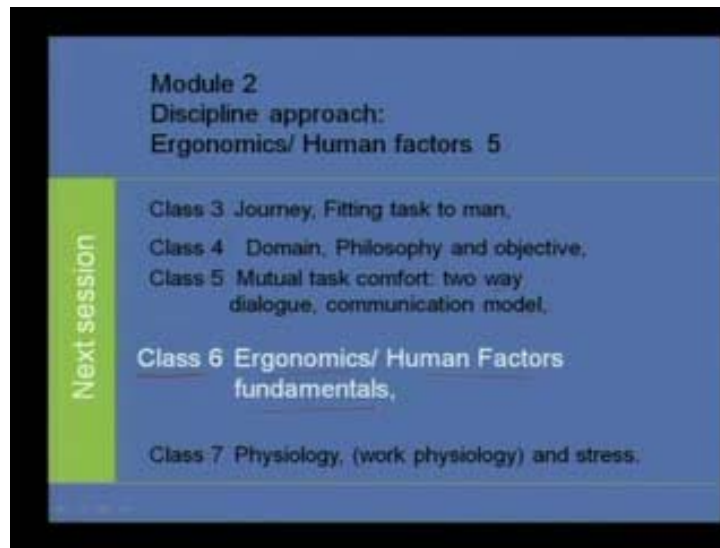 Module 2
Discipline approach:
Ergonomics/ Human factors 5
Next session
Class 3 Journey, Fitting task to man,
Class 4 Domain, Philosophy and objective,
Class 5 Mutual task comfort: two way
dialogue, communication model,
Class 6 Ergonomics/ Human Factors
fundamentals,
Class 7 Physiology, (work physiology) and stress.